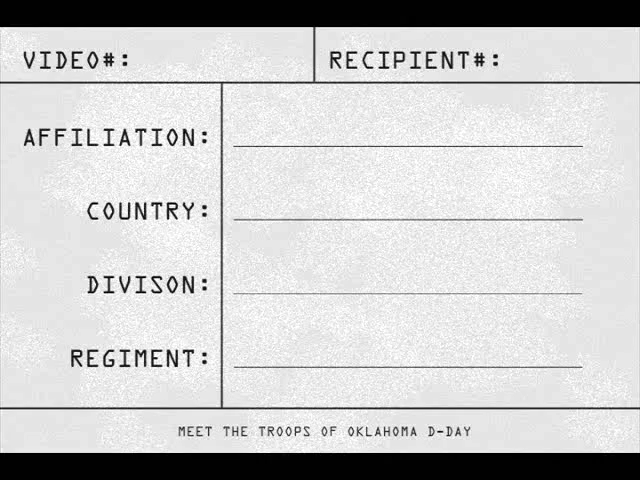 VIDEO#: RECIPIENT#:
AFFILIATION:
COUNTRY:
DIVISON:
REGIMENT:
MEET THE TROOPS OF OKLAHOMA D-DAY